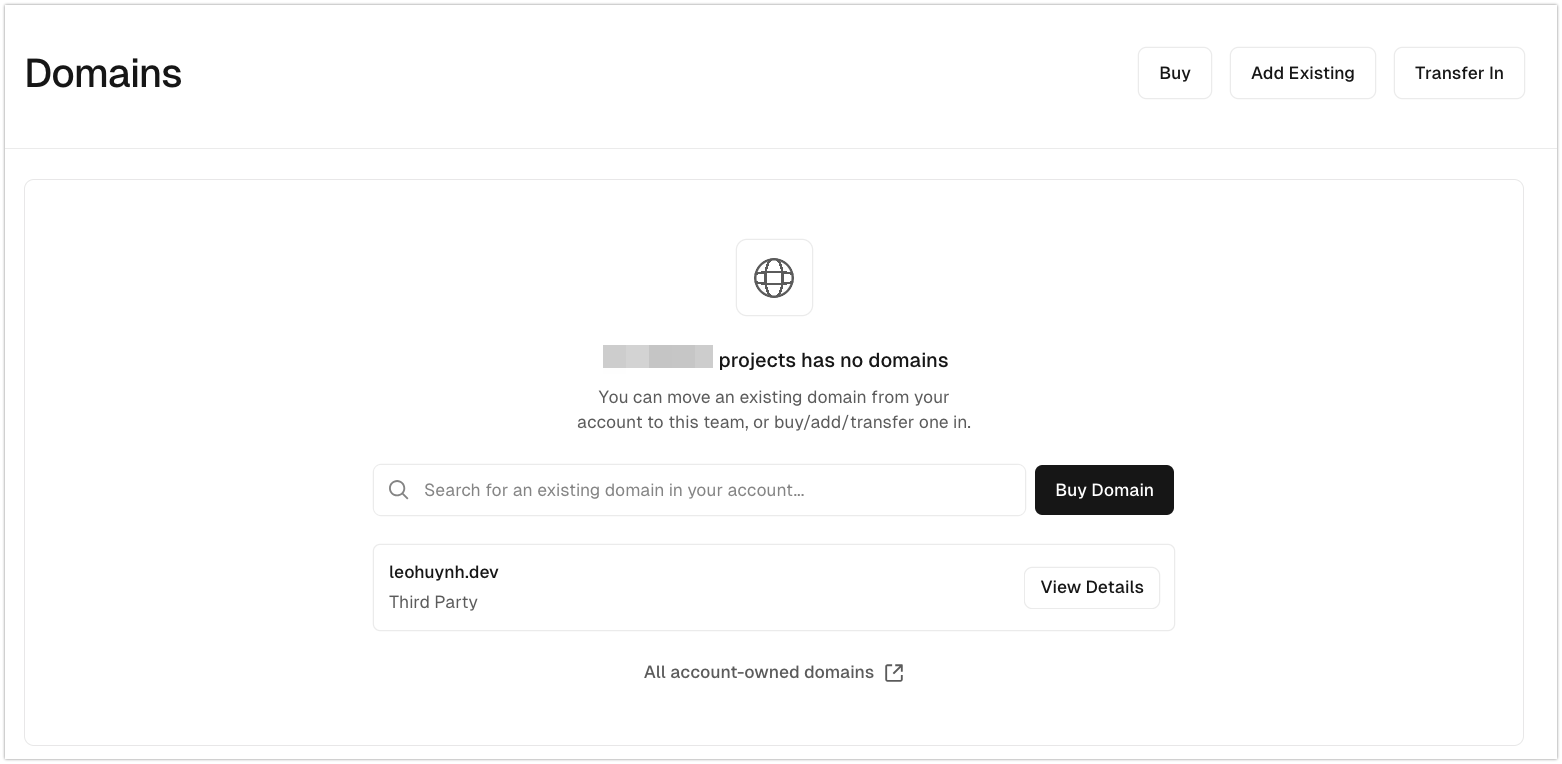 Domains
Buy
Add Existing
Transfer In
projects has no domains
You can move an existing domain from your
account to this team, or buy/add/transfer one in.
Search for an existing domain in your account...
Buy Domain
leohuynh.dev
Third Party
View Details
All account-owned domains